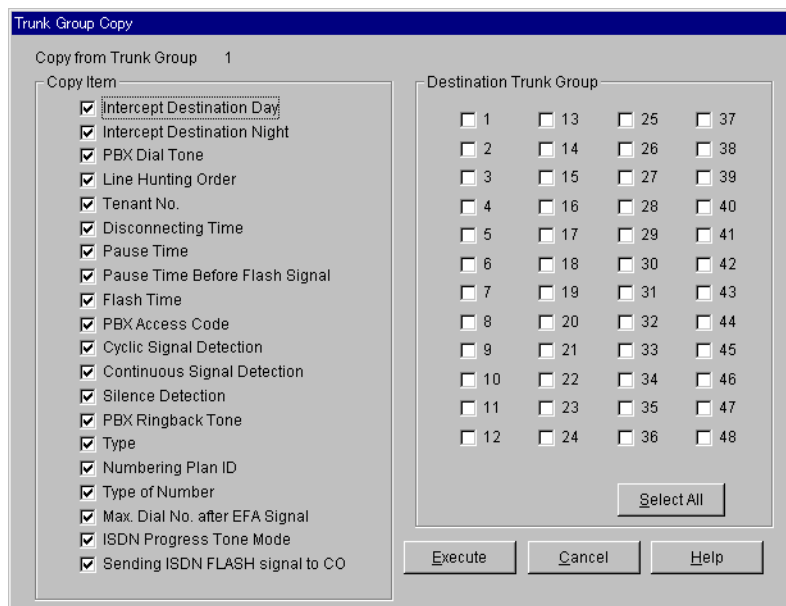 Trunk Group Copy
Copy from Trunk Group 1
Copy Item
Intercept Destination Day
Intercept Destination Night
PBX Dial Tone
Line Hunting Order
Tenant No.
Disconnecting Time
Pause Time
Pause Time Before Flash Signal
Flash Time
PBX Access Code
Cyclic Signal Detection
Continuous Signal Detection
Silence Detection
PBX Ringback Tone
Type
Numbering Plan ID
Type of Number
Max. Dial No. after EFA Signal
ISDN Progress Tone Mode
Sending ISDN FLASH signal to CO
Destination Trunk Group
1 13 25 37
2 14 26 38
3 15 27 39
4 16 28 40
5 17 29 41
6 18 30 42
7 19 31 43
8 20 32 44
9 21 33 45
10 22 34 46
11 23 35 47
12 24 36 48
Select All
Execute Cancel Help